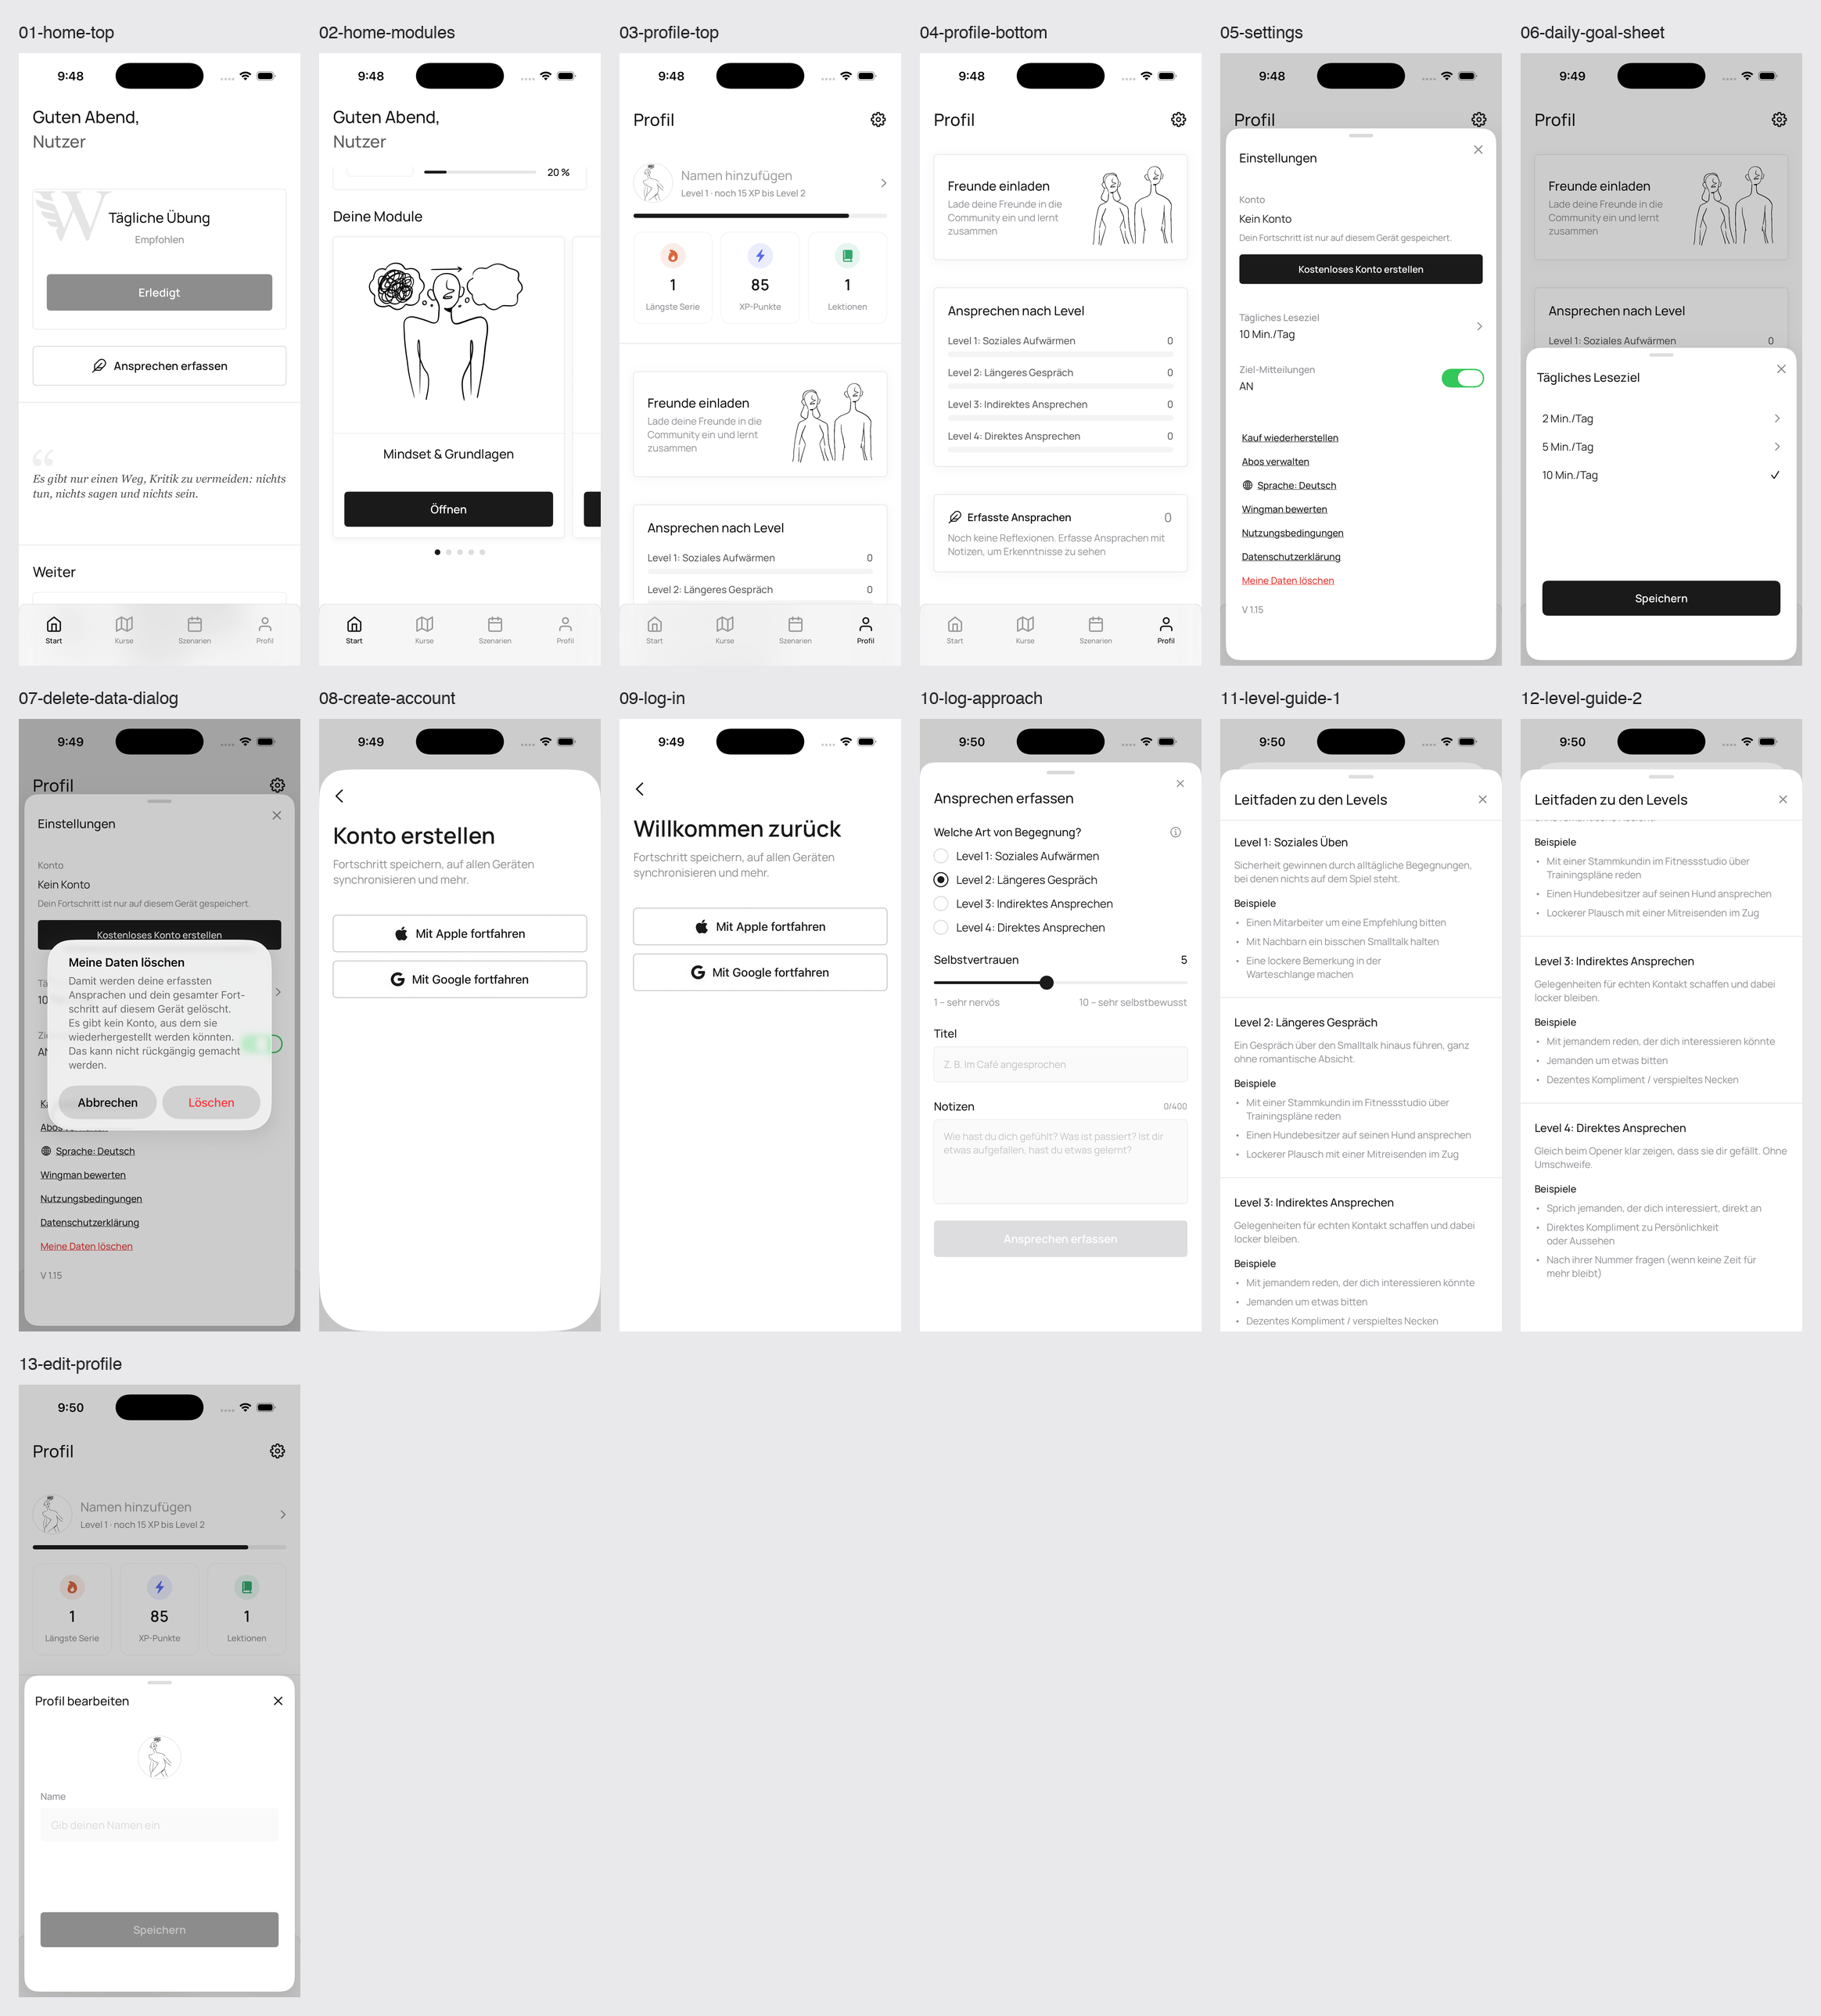 01-home-top
9:48
Guten Abend,
Nutzer
W
Tägliche Übung
Empfohlen
Erledigt
Ansprechen erfassen
“
Es gibt nur einen Weg, Kritik zu vermeiden: nichts
tun, nichts sagen und nichts sein.
Weiter
Start
Kurse
Szenarien
Profil
02-home-modules
9:48
Guten Abend,
Nutzer
20 %
Deine Module
Mindset & Grundlagen
Öffnen
Start
Kurse
Szenarien
Profil
03-profile-top
9:48
Profil
Namen hinzufügen
Level 1 · noch 15 XP bis Level 2
1
Längste Serie
85
XP-Punkte
1
Lektionen
Freunde einladen
Lade deine Freunde in die
Community ein und lernt
zusammen
Ansprechen nach Level
Level 1: Soziales Aufwärmen 0
Level 2: Längeres Gespräch 0
Start
Kurse
Szenarien
Profil
04-profile-bottom
9:48
Profil
Freunde einladen
Lade deine Freunde in die
Community ein und lernt
zusammen
Ansprechen nach Level
Level 1: Soziales Aufwärmen 0
Level 2: Längeres Gespräch 0
Level 3: Indirektes Ansprechen 0
Level 4: Direktes Ansprechen 0
Erfasste Ansprachen 0
Noch keine Reflexionen. Erfasse Ansprachen mit
Notizen, um Erkenntnisse zu sehen
Start
Kurse
Szenarien
Profil
05-settings
9:48
Profil
Einstellungen
Konto
Kein Konto
Dein Fortschritt ist nur auf diesem Gerät gespeichert.
Kostenloses Konto erstellen
Tägliches Leseziel
10 Min./Tag
Ziel-Mitteilungen
AN
Kauf wiederherstellen
Abos verwalten
Sprache: Deutsch
Wingman bewerten
Nutzungsbedingungen
Datenschutzerklärung
Meine Daten löschen
V 1.15
06-daily-goal-sheet
9:49
Profil
Freunde einladen
Lade deine Freunde in die
Community ein und lernt
zusammen
Ansprechen nach Level
Level 1: Soziales Aufwärmen 0
Tägliches Leseziel
2 Min./Tag
5 Min./Tag
10 Min./Tag
Speichern
07-delete-data-dialog
9:49
Profil
Einstellungen
Konto
Kein Konto
Dein Fortschritt ist nur auf diesem Gerät gespeichert.
Kostenloses Konto erstellen
Meine Daten löschen
Damit werden deine erfassten
Ansprachen und dein gesamter Fort-
schritt auf diesem Gerät gelöscht.
Es gibt kein Konto, aus dem sie
wiederhergestellt werden könnten.
Das kann nicht rückgängig gemacht
werden.
Abbrechen
Löschen
Sprache: Deutsch
Wingman bewerten
Nutzungsbedingungen
Datenschutzerklärung
Meine Daten löschen
V 1.15
08-create-account
9:49
Konto erstellen
Fortschritt speichern, auf allen Geräten
synchronisieren und mehr.
Mit Apple fortfahren
Mit Google fortfahren
09-log-in
9:49
Willkommen zurück
Fortschritt speichern, auf allen Geräten
synchronisieren und mehr.
Mit Apple fortfahren
Mit Google fortfahren
10-log-approach
9:50
Ansprechen erfassen
Welche Art von Begegnung?
Level 1: Soziales Aufwärmen
Level 2: Längeres Gespräch
Level 3: Indirektes Ansprechen
Level 4: Direktes Ansprechen
Selbstvertrauen 5
1 – sehr nervös 10 – sehr selbstbewusst
Titel
Z. B. Im Café angesprochen
Notizen 0/400
Wie hast du dich gefühlt? Was ist passiert? Ist dir
etwas aufgefallen, hast du etwas gelernt?
Ansprechen erfassen
11-level-guide-1
9:50
Leitfaden zu den Levels
Level 1: Soziales Üben
Sicherheit gewinnen durch alltägliche Begegnungen,
bei denen nichts auf dem Spiel steht.
Beispiele
• Einen Mitarbeiter um eine Empfehlung bitten
• Mit Nachbarn ein bisschen Smalltalk halten
• Eine lockere Bemerkung in der
Warteschlange machen
Level 2: Längeres Gespräch
Ein Gespräch über den Smalltalk hinaus führen, ganz
ohne romantische Absicht.
Beispiele
• Mit einer Stammkundin im Fitnessstudio über
Trainingspläne reden
• Einen Hundebesitzer auf seinen Hund ansprechen
• Lockerer Plausch mit einer Mitreisenden im Zug
Level 3: Indirektes Ansprechen
Gelegenheiten für echten Kontakt schaffen und dabei
locker bleiben.
Beispiele
• Mit jemandem reden, der dich interessieren könnte
• Jemanden um etwas bitten
• Dezentes Kompliment / verspieltes Necken
12-level-guide-2
9:50
Leitfaden zu den Levels
Beispiele
• Mit einer Stammkundin im Fitnessstudio über
Trainingspläne reden
• Einen Hundebesitzer auf seinen Hund ansprechen
• Lockerer Plausch mit einer Mitreisenden im Zug
Level 3: Indirektes Ansprechen
Gelegenheiten für echten Kontakt schaffen und dabei
locker bleiben.
Beispiele
• Mit jemandem reden, der dich interessieren könnte
• Jemanden um etwas bitten
• Dezentes Kompliment / verspieltes Necken
Level 4: Direktes Ansprechen
Gleich beim Opener klar zeigen, dass sie dir gefällt. Ohne
Umschweife.
Beispiele
• Sprich jemanden, der dich interessiert, direkt an
• Direktes Kompliment zu Persönlichkeit
oder Aussehen
• Nach ihrer Nummer fragen (wenn keine Zeit für
mehr bleibt)
13-edit-profile
9:50
Profil
Namen hinzufügen
Level 1 · noch 15 XP bis Level 2
1
Längste Serie
85
XP-Punkte
1
Lektionen
Profil bearbeiten
Name
Gib deinen Namen ein
Speichern